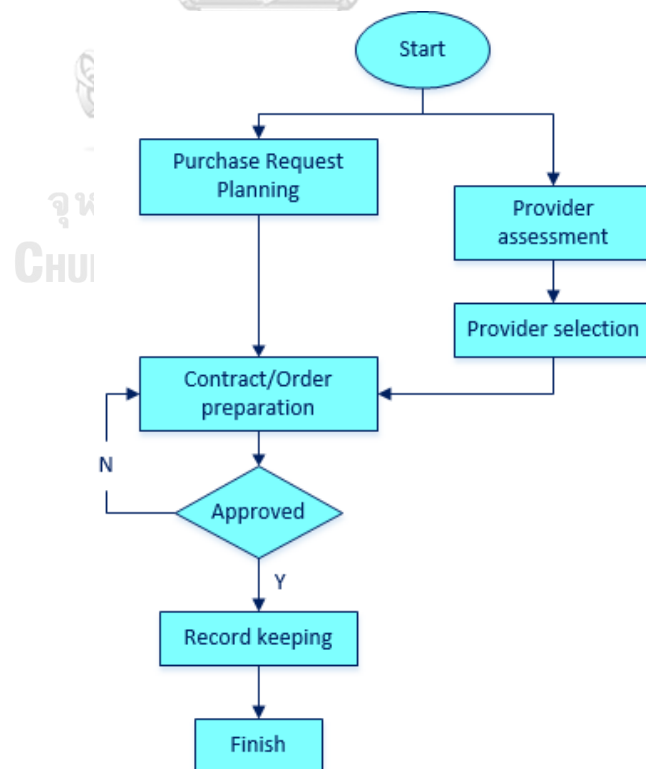 Start
Purchase Request
Planning
Provider
assessment
Provider selection
Contract/Order
preparation
N
Approved
Y
Record keeping
Finish